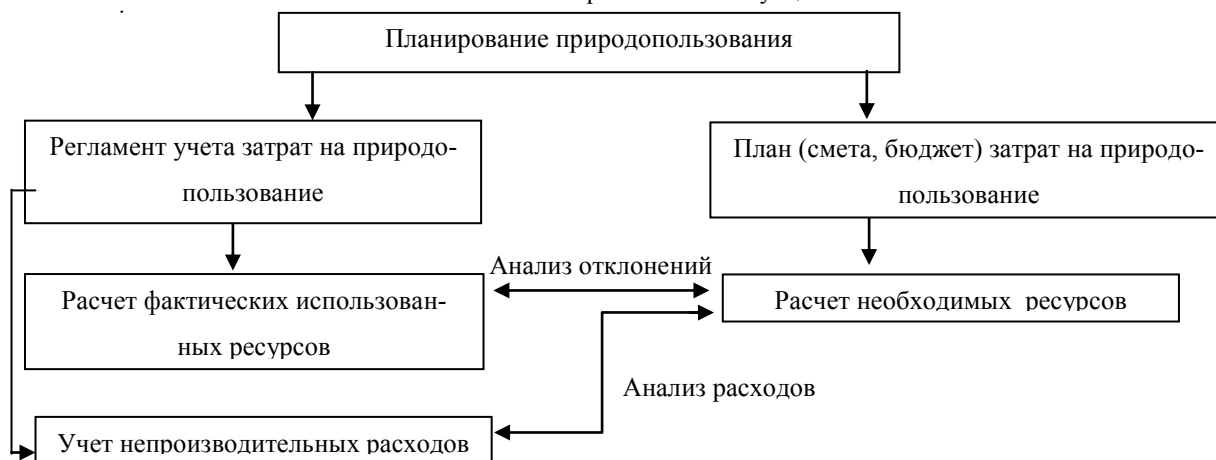 Планирование природопользования
Регламент учета затрат на природо-
пользование
План (смета, бюджет) затрат на природо-
пользование
Анализ отклонений
Расчет фактических использован-
ных ресурсов
Расчет необходимых ресурсов
Анализ расходов
Учет непроизводительных расходов